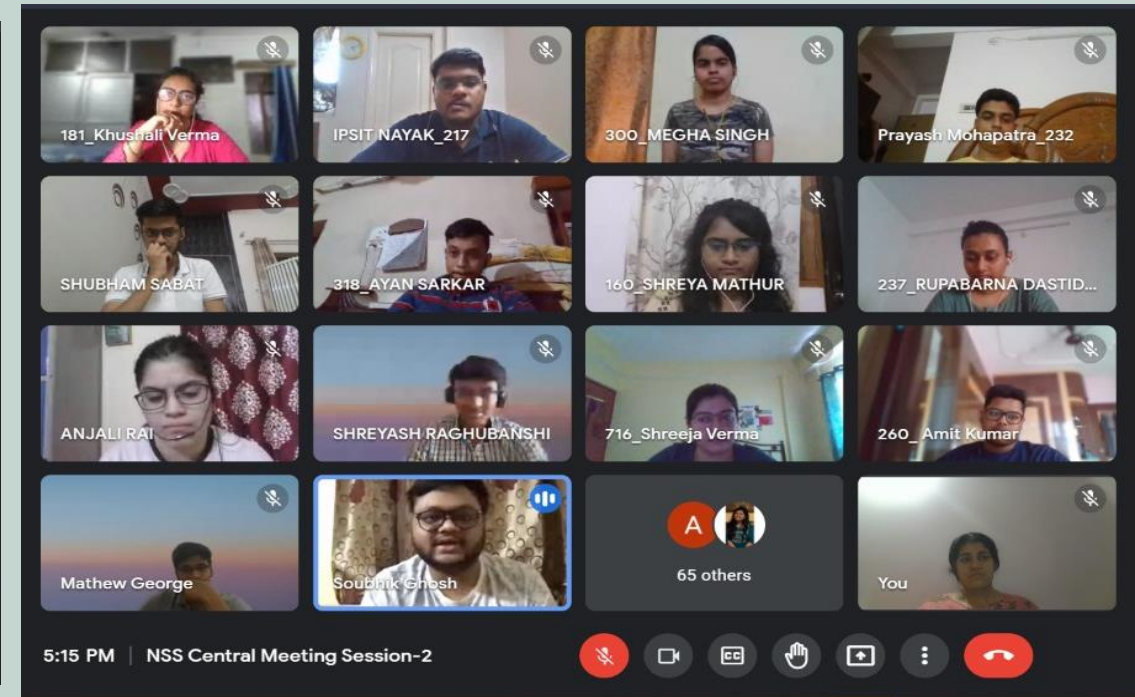 181_Khushali Verma
IPSIT NAYAK_217
300_MEGHA SINGH
Prayash Mohapatra_232
SHUBHAM SABAT
318_AYAN SARKAR
160_SHREYA MATHUR
237_RUPABARNA DASTID...
ANJALI RAI
SHREYASH RAGHUBANSHI
716_Shreeja Verma
260_ Amit Kumar
Mathew George
Soubhik Ghosh
A
65 others
You
5:15 PM | NSS Central Meeting Session-2
CC